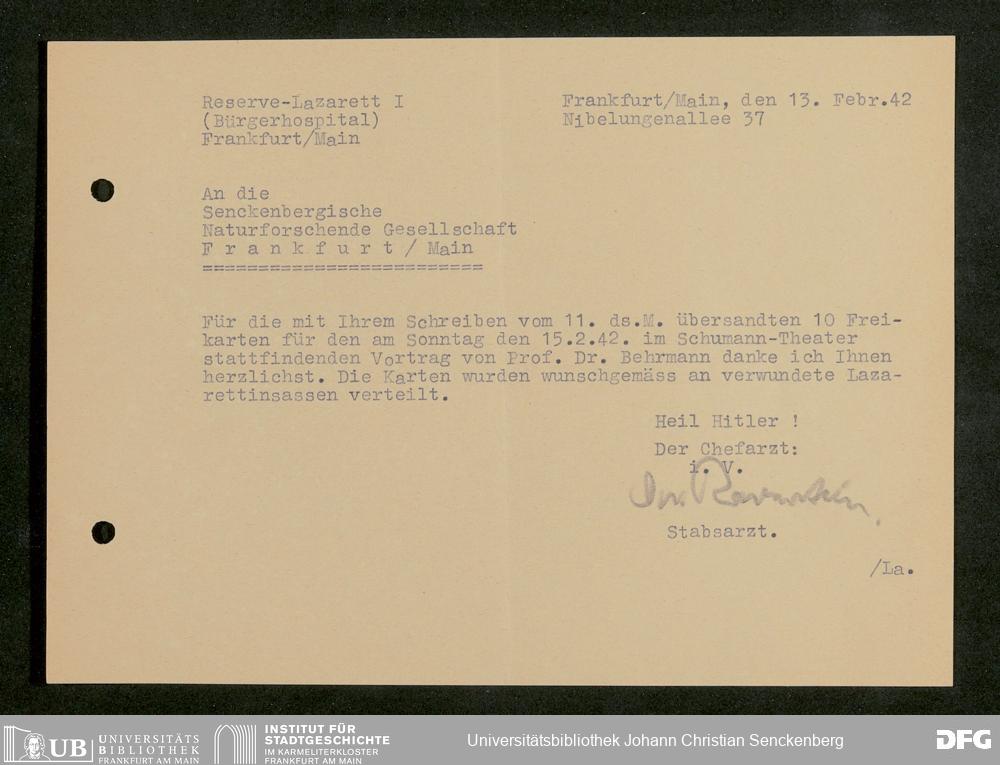 Reserve-Lazarett I
(Bürgerhospital)
Frankfurt/Main
Frankfurt/Main, den 13. Febr.42
Nibelungenallee 37
An die
Senckenbergische
Naturforschende Gesellschaft
F r a n k f u r t / Main
=========================
Für die mit Ihrem Schreiben vom 11. ds.M. übersandten 10 Frei-
karten für den am Sonntag den 15.2.42. im Schumann-Theater
stattfindenden Vortrag von Prof. Dr. Behrmann danke ich Ihnen
herzlichst. Die Karten wurden wunschgemäss an verwundete Laza-
rettinsassen verteilt.
Heil Hitler !
Der Chefarzt:
i. V.
Dr.
Stabsarzt.
/La.
UB
UNIVERSITÄTS
BIBLIOTHEK
FRANKFURT AM MAIN
INSTITUT FÜR
STADTGESCHICHTE
IM KARMELITERKLOSTER
FRANKFURT AM MAIN
Universitätsbibliothek Johann Christian Senckenberg
DFG